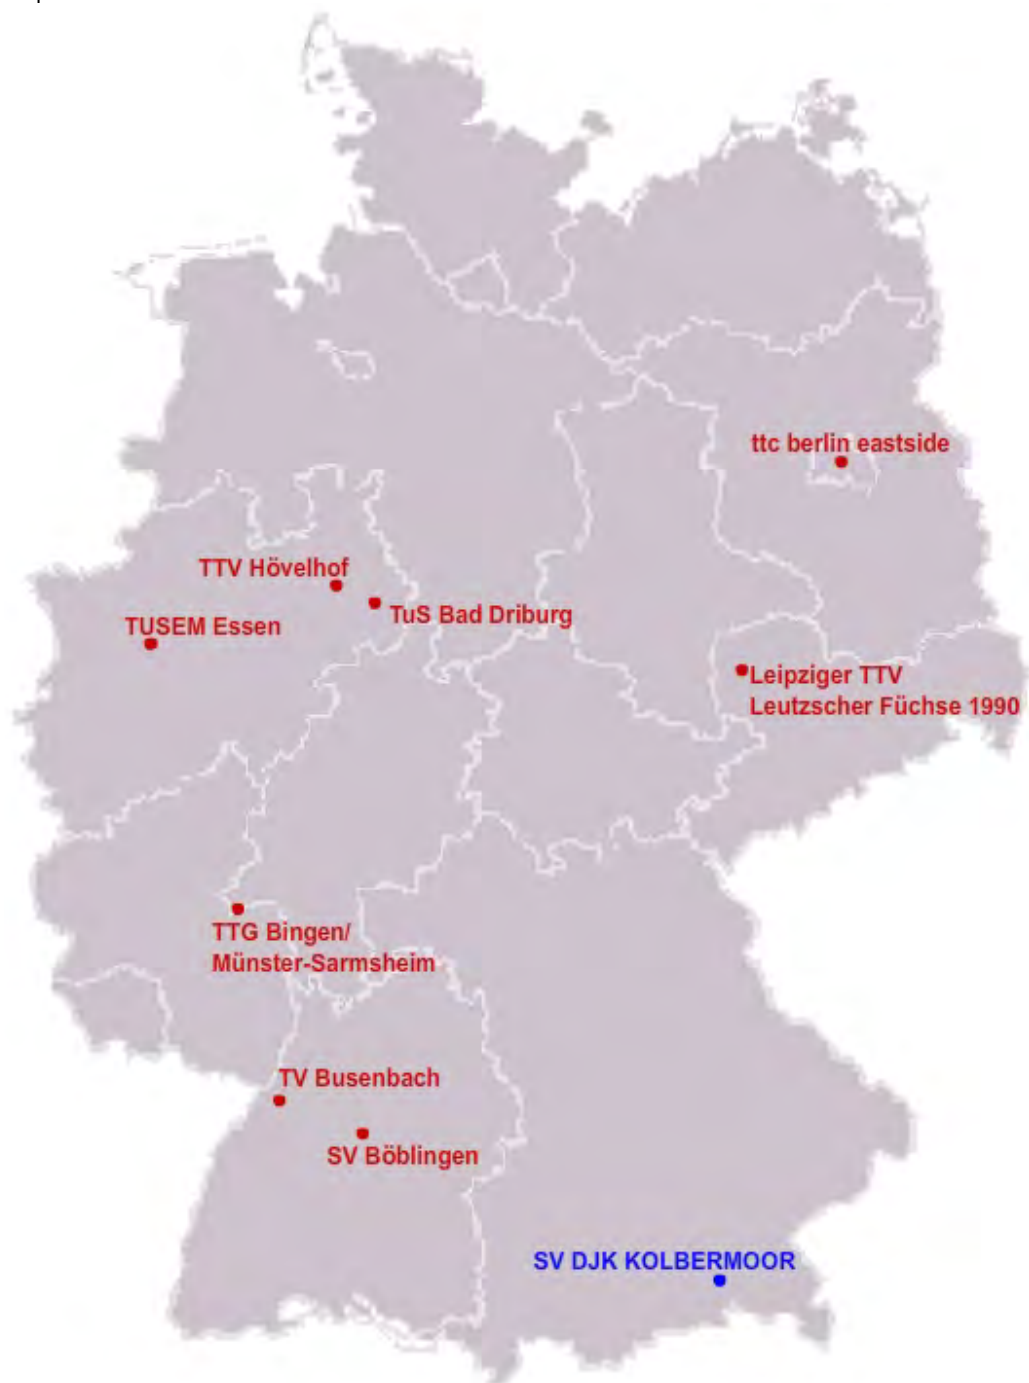 ttc berlin eastside
TTV Hövelhof
TuS Bad Driburg
TUSEM Essen
Leipziger TTV
Leutzscher Füchse 1990
TTG Bingen/
Münster-Sarmsheim
TV Busenbach
SV Böblingen
SV DJK KOLBERMOOR